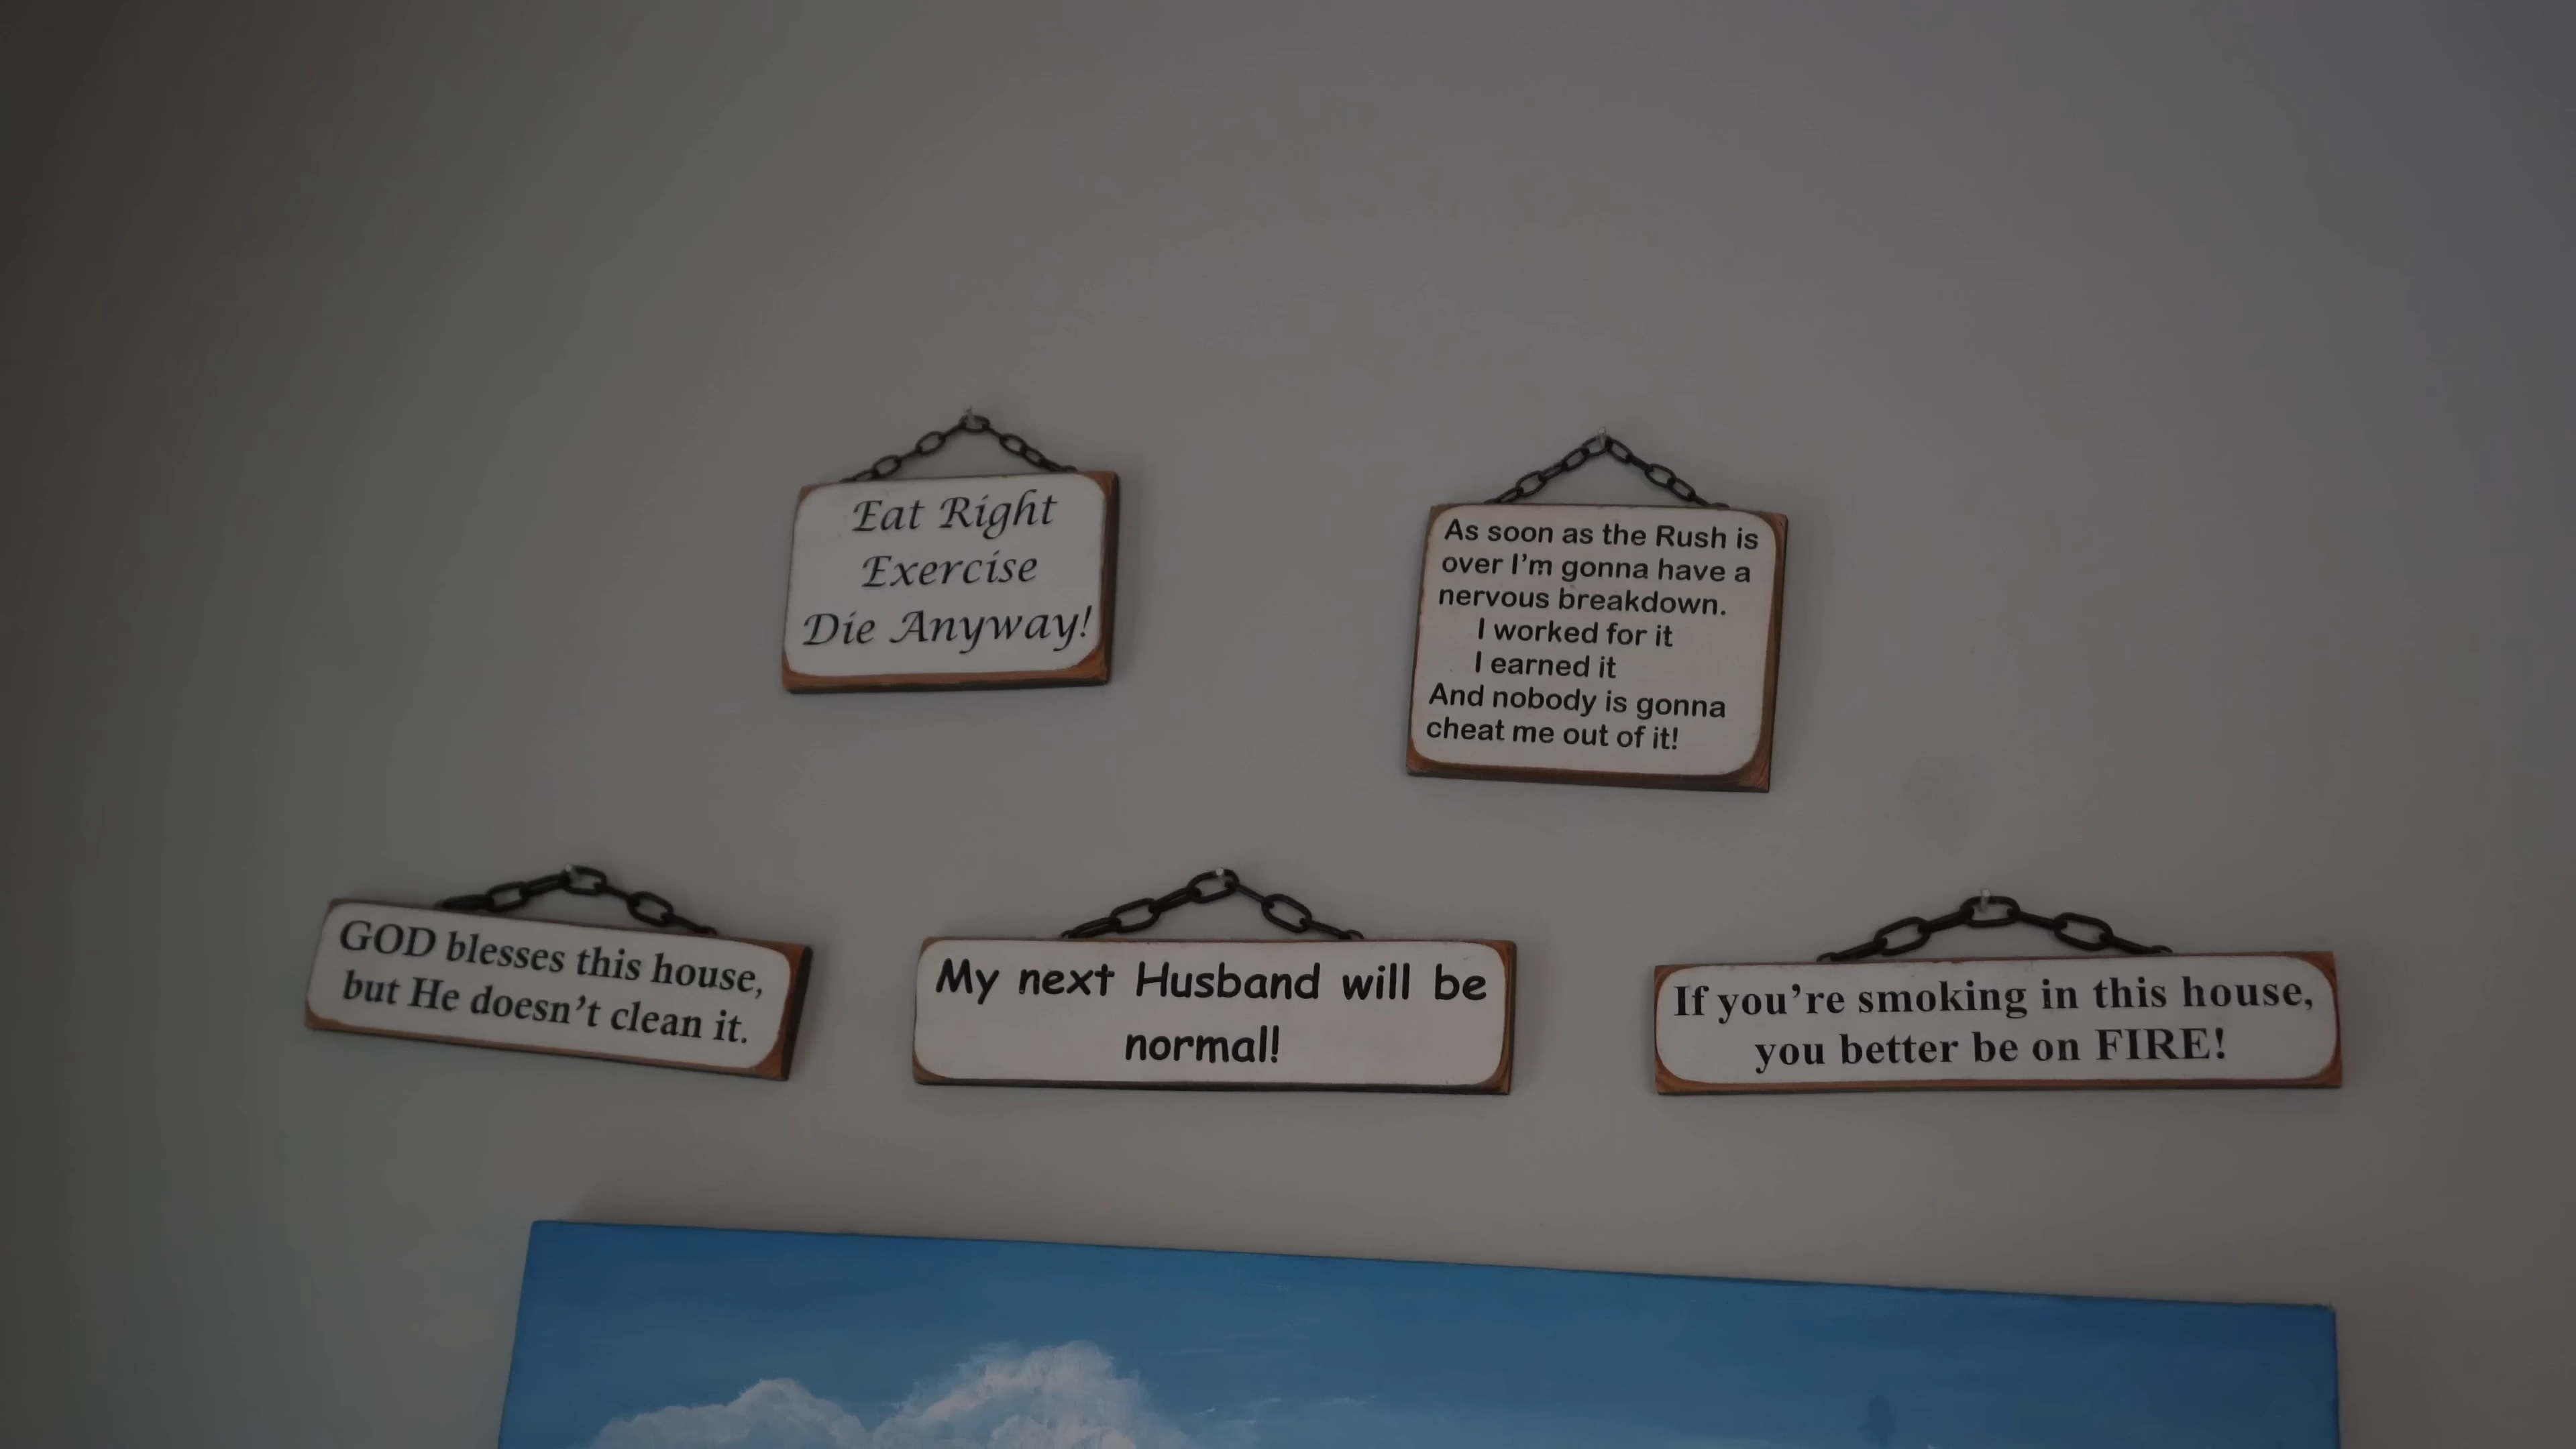 Eat Right
Exercise
Die Anyway!
As soon as the Rush is
over I'm gonna have a
nervous breakdown.
I worked for it
I earned it
And nobody is gonna
cheat me out of it!
GOD blesses this house,
but He doesn't clean it.
My next Husband will be
normal!
If you're smoking in this house,
you better be on FIRE!